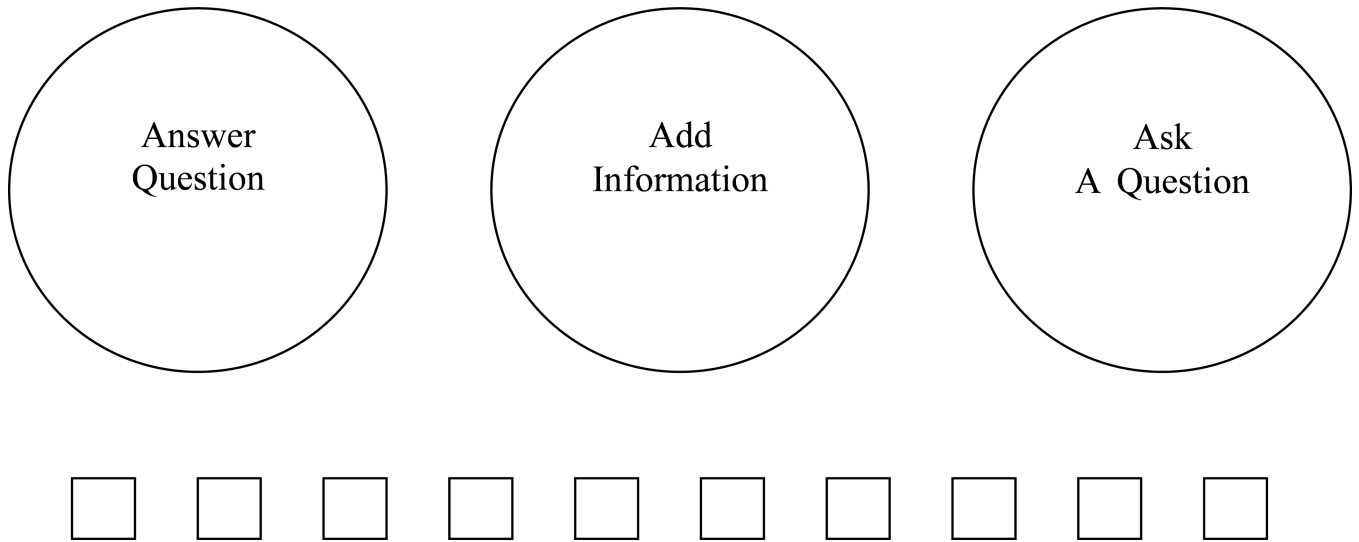 Answer
Question
Add
Information
Ask
A Question